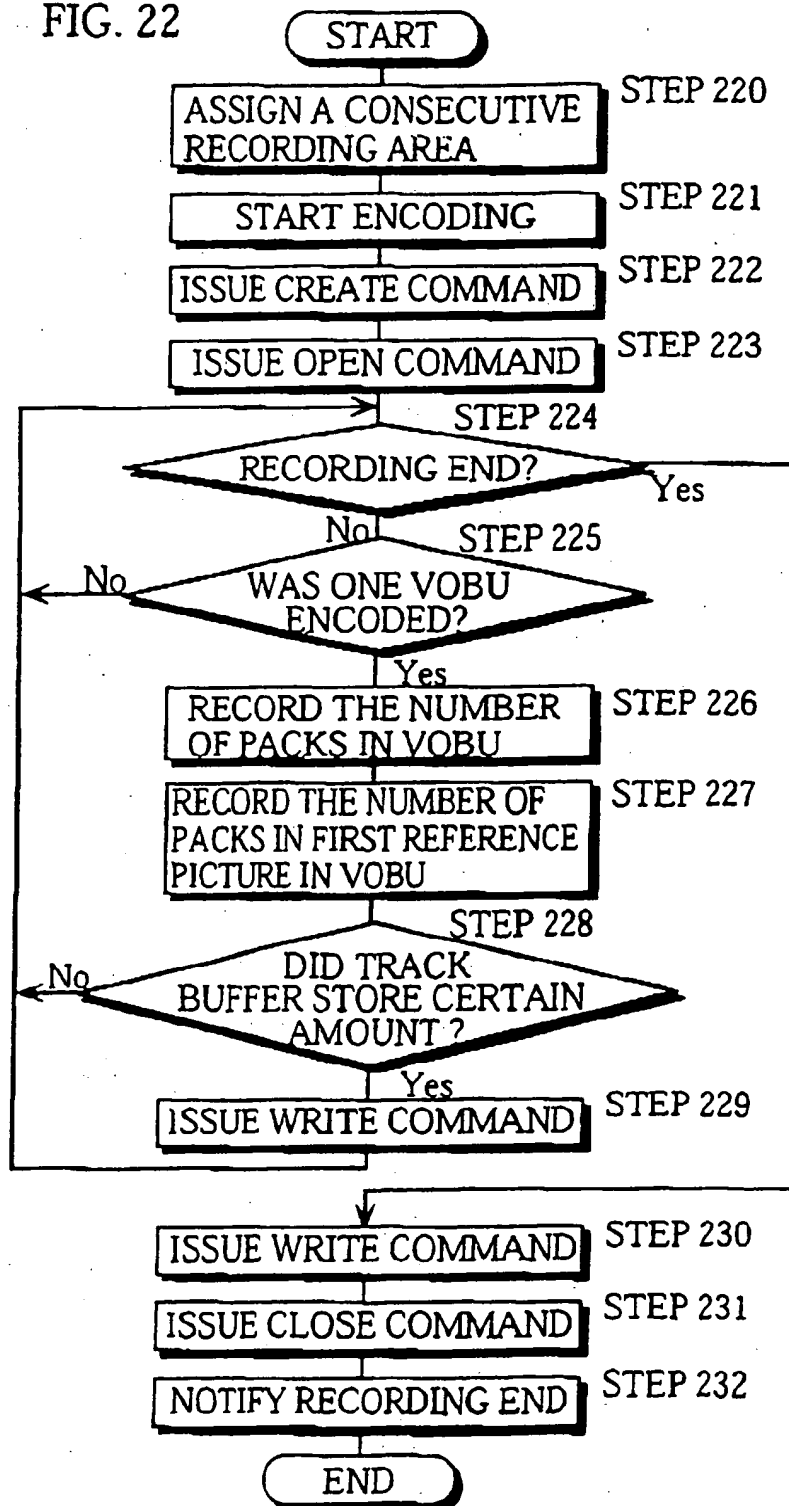 FIG. 22
START
STEP 220
ASSIGN A CONSECUTIVE
RECORDING AREA
STEP 221
START ENCODING
STEP 222
ISSUE CREATE COMMAND
STEP 223
ISSUE OPEN COMMAND
STEP 224
RECORDING END?
Yes
No
STEP 225
No
WAS ONE VOBU
ENCODED?
Yes
STEP 226
RECORD THE NUMBER
OF PACKS IN VOBU
STEP 227
RECORD THE NUMBER OF
PACKS IN FIRST REFERENCE
PICTURE IN VOBU
STEP 228
No
DID TRACK
BUFFER STORE CERTAIN
AMOUNT ?
Yes
STEP 229
ISSUE WRITE COMMAND
STEP 230
ISSUE WRITE COMMAND
STEP 231
ISSUE CLOSE COMMAND
STEP 232
NOTIFY RECORDING END
END